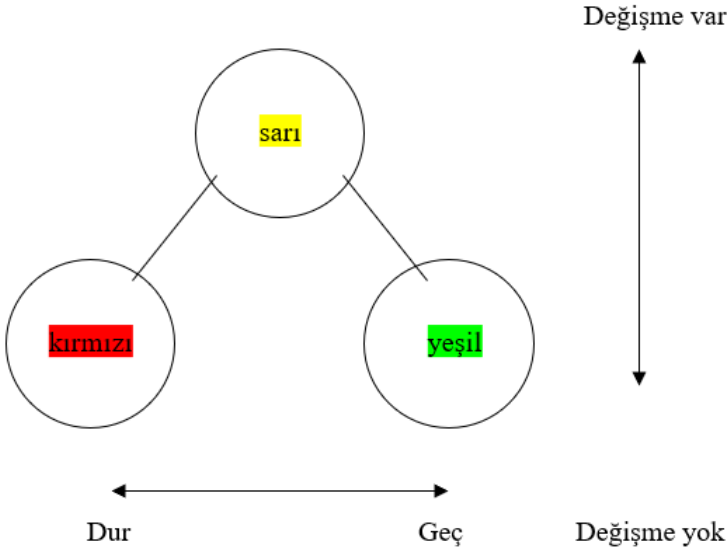 Değişme var
sarı
kırmızı
yeşil
Dur
Geç
Değişme yok